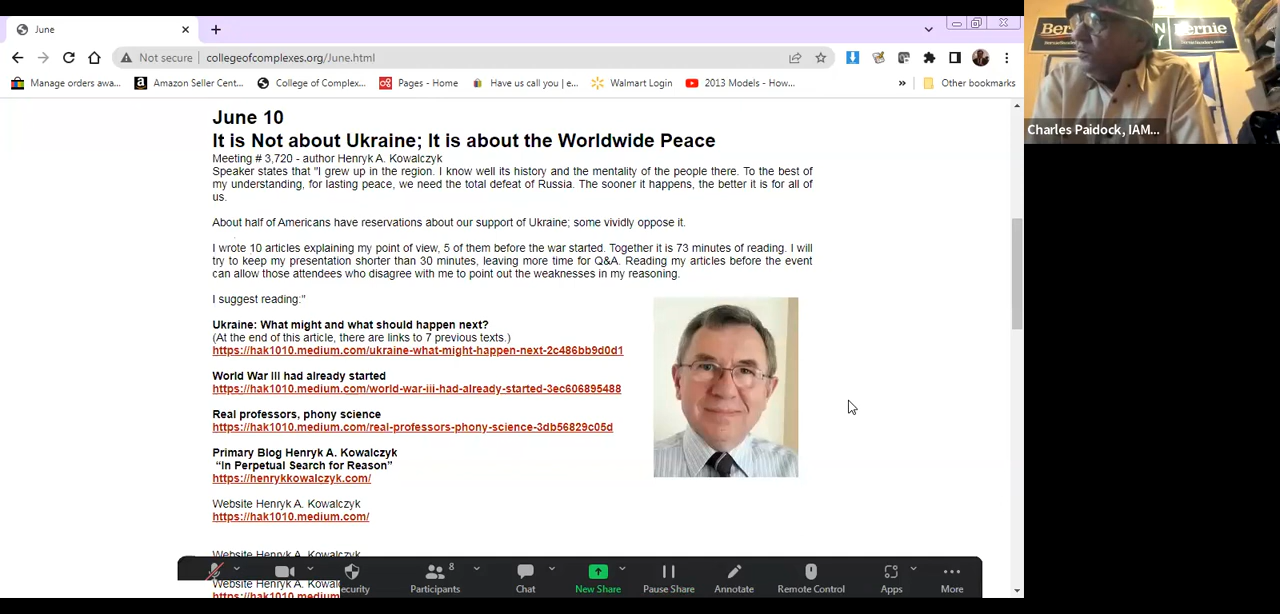 June
Not secure
collegeofcomplexes.org/June.html
Manage orders awa...
Amazon Seller Cent...
College of Complex...
Pages - Home
Have us call you | e...
Walmart Login
2013 Models - How...
»
Other bookmarks
June 10
It is Not about Ukraine; It is about the Worldwide Peace
Meeting # 3,720 - author Henryk A. Kowalczyk
Speaker states that "I grew up in the region. I know well its history and the mentality of the people there. To the best of
my understanding, for lasting peace, we need the total defeat of Russia. The sooner it happens, the better it is for all of
us.
About half of Americans have reservations about our support of Ukraine; some vividly oppose it.
I wrote 10 articles explaining my point of view, 5 of them before the war started. Together it is 73 minutes of reading. I will
try to keep my presentation shorter than 30 minutes, leaving more time for Q&A. Reading my articles before the event
can allow those attendees who disagree with me to point out the weaknesses in my reasoning.
I suggest reading:"
Ukraine: What might and what should happen next?
(At the end of this article, there are links to 7 previous texts.)
https://hak1010.medium.com/ukraine-what-might-happen-next-2c486bb9d0d1
World War III had already started
https://hak1010.medium.com/world-war-iii-had-already-started-3ec606895488
Real professors, phony science
https://hak1010.medium.com/real-professors-phony-science-3db56829c05d
Primary Blog Henryk A. Kowalczyk
"In Perpetual Search for Reason"
https://henrykkowalczyk.com/
Website Henryk A. Kowalczyk
https://hak1010.medium.com/
Website Henryk A. Kowalczyk
Website Henryk A. Kowal
https://hak1010.medium
ecurity
Participants
8
Chat
New Share
Pause Share
Annotate
Remote Control
Apps
More
Ber
N
Y
Bernie
Charles Paidock, IAM...